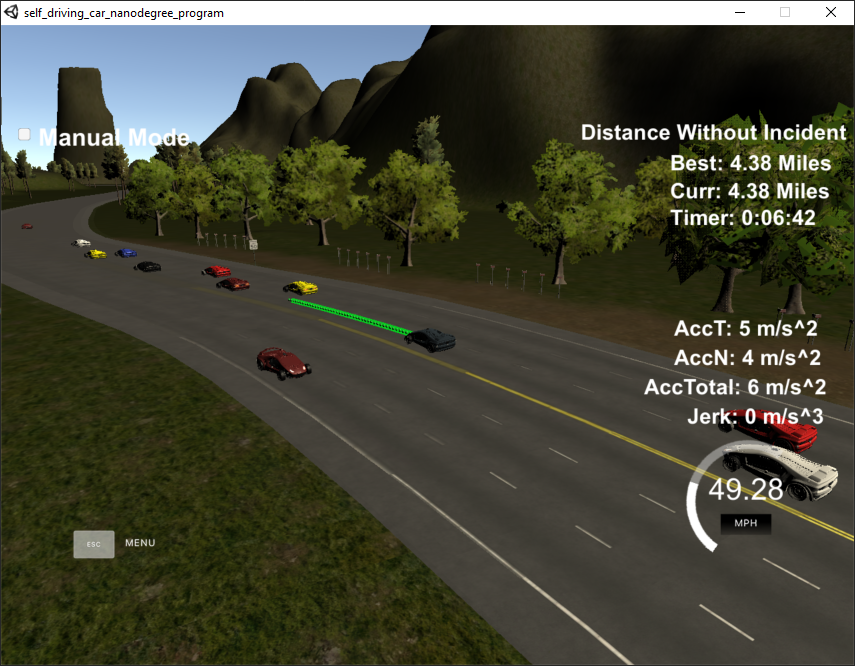 self_driving_car_nanodegree_program
Manual Mode
Distance Without Incident
Best: 4.38 Miles
Curr: 4.38 Miles
Timer: 0:06:42
AccT: 5 m/s^2
AccN: 4 m/s^2
AccTotal: 6 m/s^2
Jerk: 0 m/s^3
49.28
MPH
ESC MENU